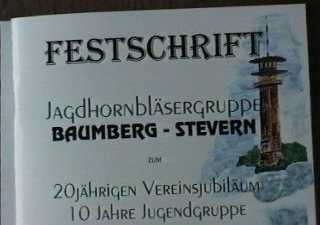 FESTSCHRIFT
JAGDHORNBLÄSERGRUPPE
BAUMBERG - STEVERN
ZUM
20JÄHRIGEN VEREINSJUBILÄUM
10 JAHRE JUGENDGRUPPE